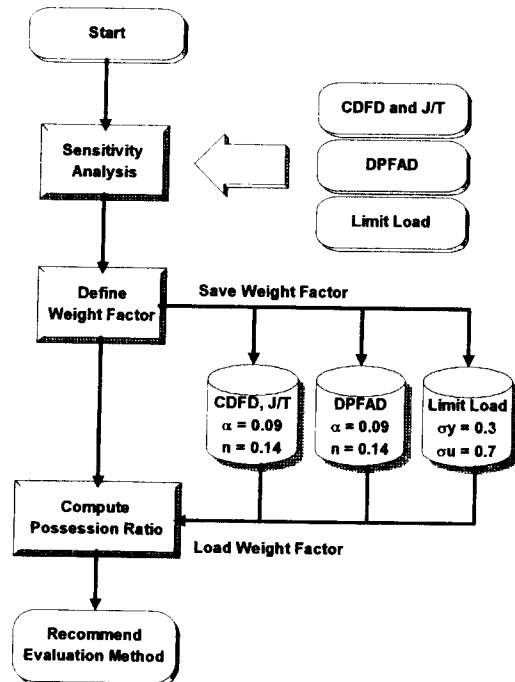 Start
CDFD and J/T
Sensitivity
Analysis
DPFAD
Limit Load
Define
Weight Factor
Save Weight Factor
CDFD, J/T
α = 0.09
n = 0.14
DPFAD
α = 0.09
n = 0.14
Limit Load
σy = 0.3
σu = 0.7
Compute
Possession Ratio
Load Weight Factor
Recommend
Evaluation Method